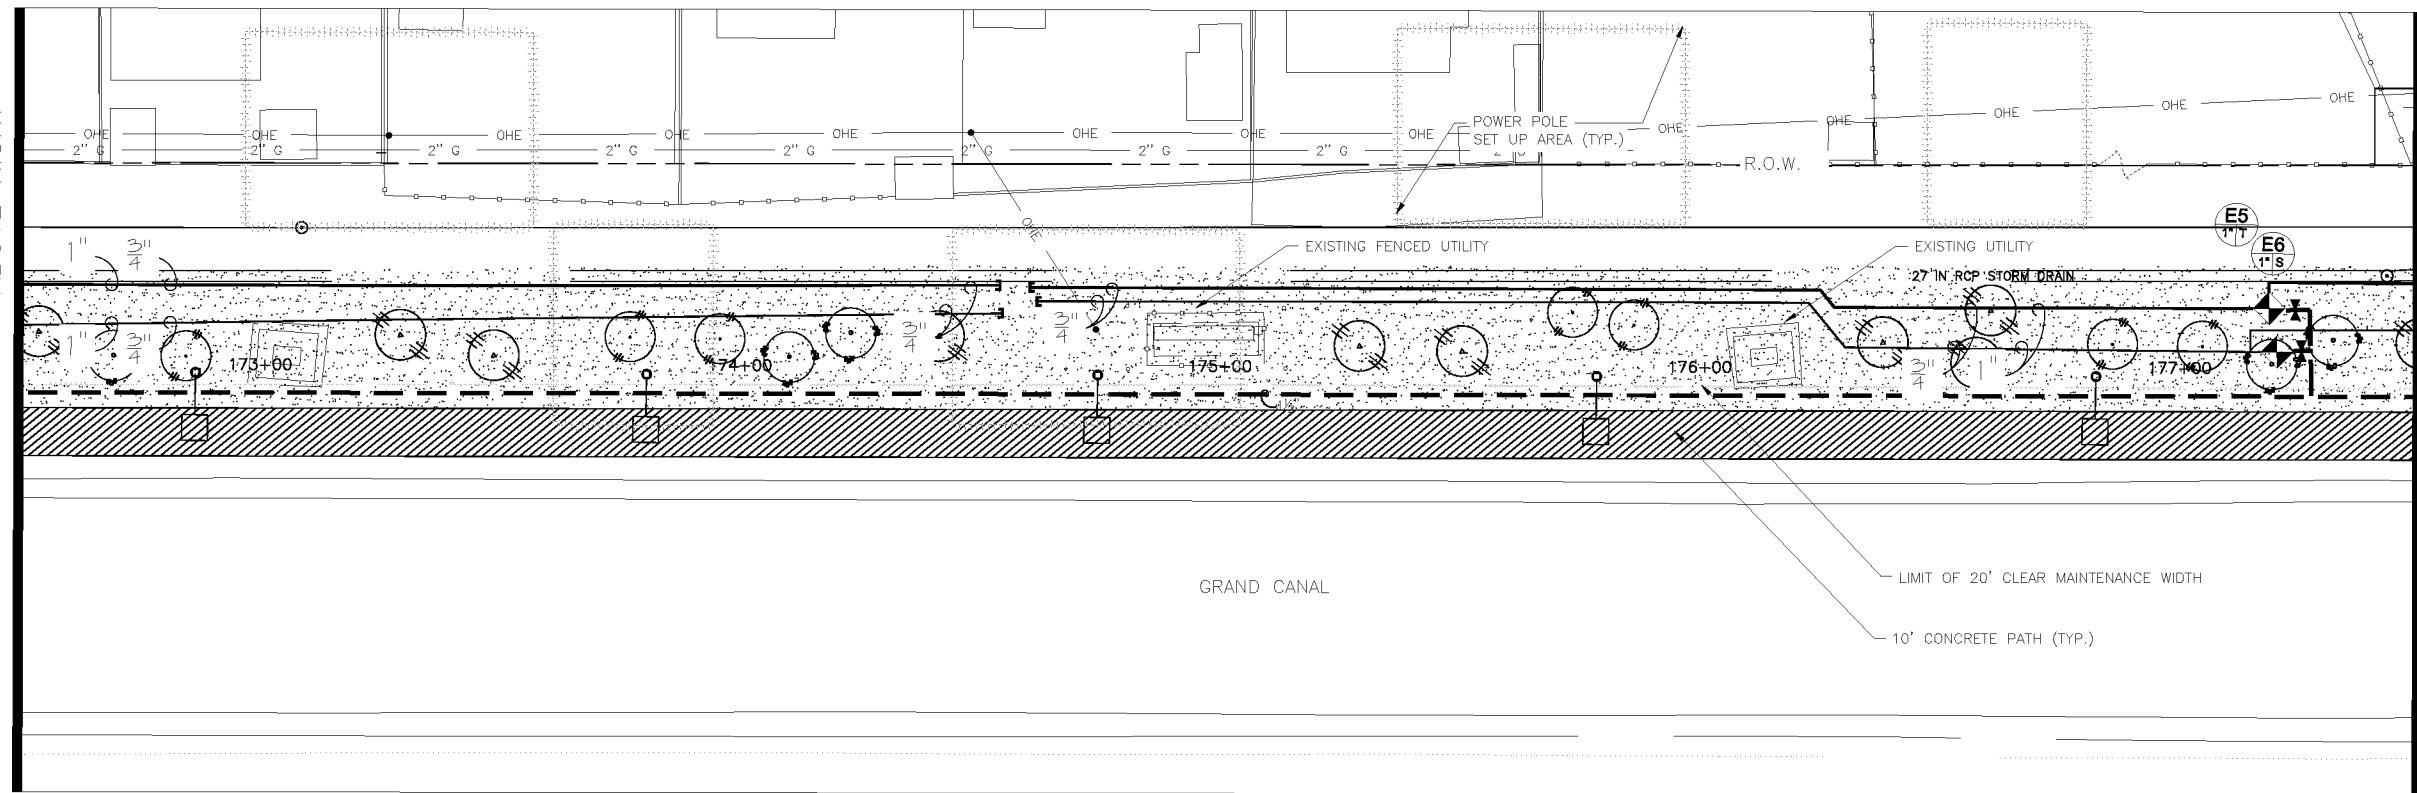 OHE OHE OHE OHE OHE OHE OHE OHE OHE OHE OHE OHE OHE
2" G 2" G 2" G 2" G 2" G 2" G 2" G 2" G
POWER POLE
SET UP AREA (TYP.)
R.O.W.
OHE
E5
1" T
E6
1" S
1" 3/4"
EXISTING FENCED UTILITY
EXISTING UTILITY
27 IN RCP STORM DRAIN
1" 3/4" 3/4" 3/4" 3/4" 1"
173+00 174+00 175+00 176+00 177+00
GRAND CANAL
LIMIT OF 20' CLEAR MAINTENANCE WIDTH
10' CONCRETE PATH (TYP.)